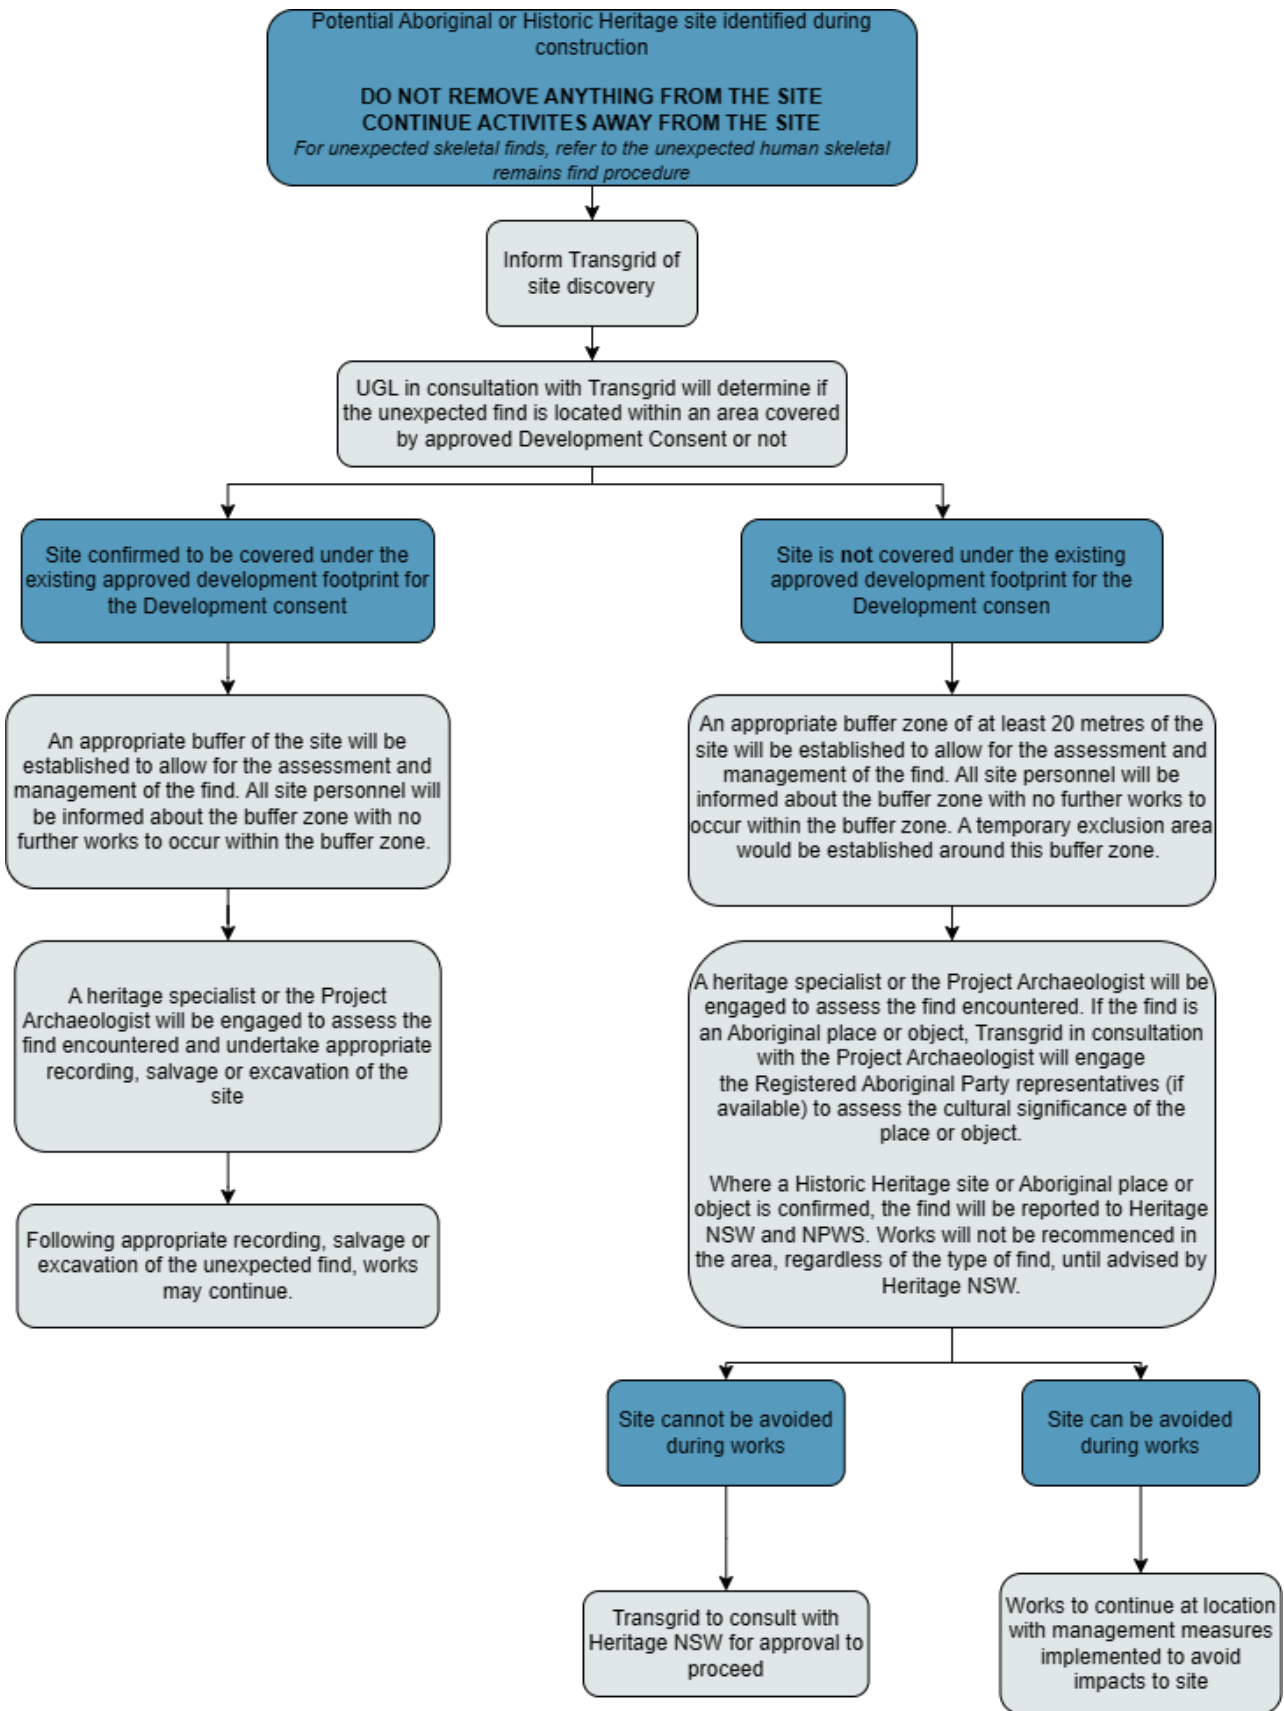 Potential Aboriginal or Historic Heritage site identified during
construction
DO NOT REMOVE ANYTHING FROM THE SITE
CONTINUE ACTIVITES AWAY FROM THE SITE
For unexpected skeletal finds, refer to the unexpected human skeletal
remains find procedure
Inform Transgrid of
site discovery
UGL in consultation with Transgrid will determine if
the unexpected find is located within an area covered
by approved Development Consent or not
Site confirmed to be covered under the
existing approved development footprint for
the Development consent
An appropriate buffer of the site will be
established to allow for the assessment and
management of the find. All site personnel will
be informed about the buffer zone with no
further works to occur within the buffer zone.
A heritage specialist or the Project
Archaeologist will be engaged to assess the
find encountered and undertake appropriate
recording, salvage or excavation of the
site
Following appropriate recording, salvage or
excavation of the unexpected find, works
may continue.
Site is not covered under the existing
approved development footprint for the
Development consen
An appropriate buffer zone of at least 20 metres of the
site will be established to allow for the assessment and
management of the find. All site personnel will be
informed about the buffer zone with no further works to
occur within the buffer zone. A temporary exclusion area
would be established around this buffer zone.
A heritage specialist or the Project Archaeologist will be
engaged to assess the find encountered. If the find is
an Aboriginal place or object, Transgrid in consultation
with the Project Archaeologist will engage
the Registered Aboriginal Party representatives (if
available) to assess the cultural significance of the
place or object.
Where a Historic Heritage site or Aboriginal place or
object is confirmed, the find will be reported to Heritage
NSW and NPWS. Works will not be recommenced in
the area, regardless of the type of find, until advised by
Heritage NSW.
Site cannot be avoided
during works
Transgrid to consult with
Heritage NSW for approval to
proceed
Site can be avoided
during works
Works to continue at location
with management measures
implemented to avoid
impacts to site